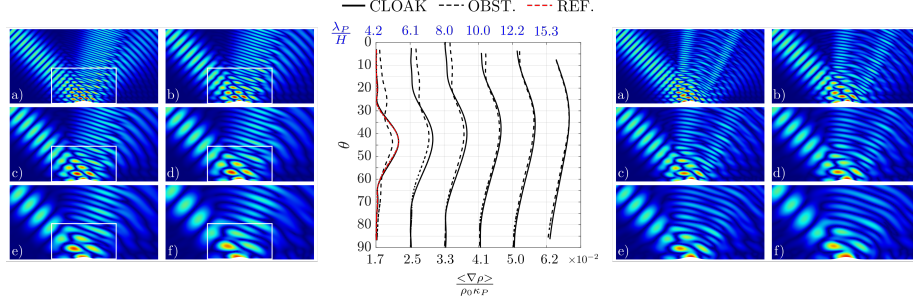 CLOAK OBST. REF.
λ_P/H 4.2 6.1 8.0 10.0 12.2 15.3
0
10
20
30
40
50
60
70
80
90
θ
1.7 2.5 3.3 4.1 5.0 6.2 ×10⁻²
<∇ρ>/ρ₀κ_P
a) b)
c) d)
e) f)
a) b)
c) d)
e) f)